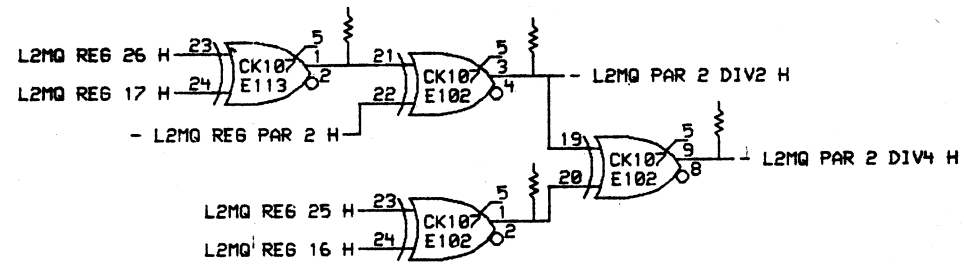 L2MQ REG 26 H 23 5 1 2 CK107 E113
L2MQ REG 17 H 24
21 22 CK107 E102 5 3 4
- L2MQ REG PAR 2 H
- L2MQ PAR 2 DIV2 H
19 20 CK107 E102 5 9 8
- L2MQ PAR 2 DIV4 H
L2MQ REG 25 H 23 5 1 2 CK107 E102
L2MQ REG 16 H 24